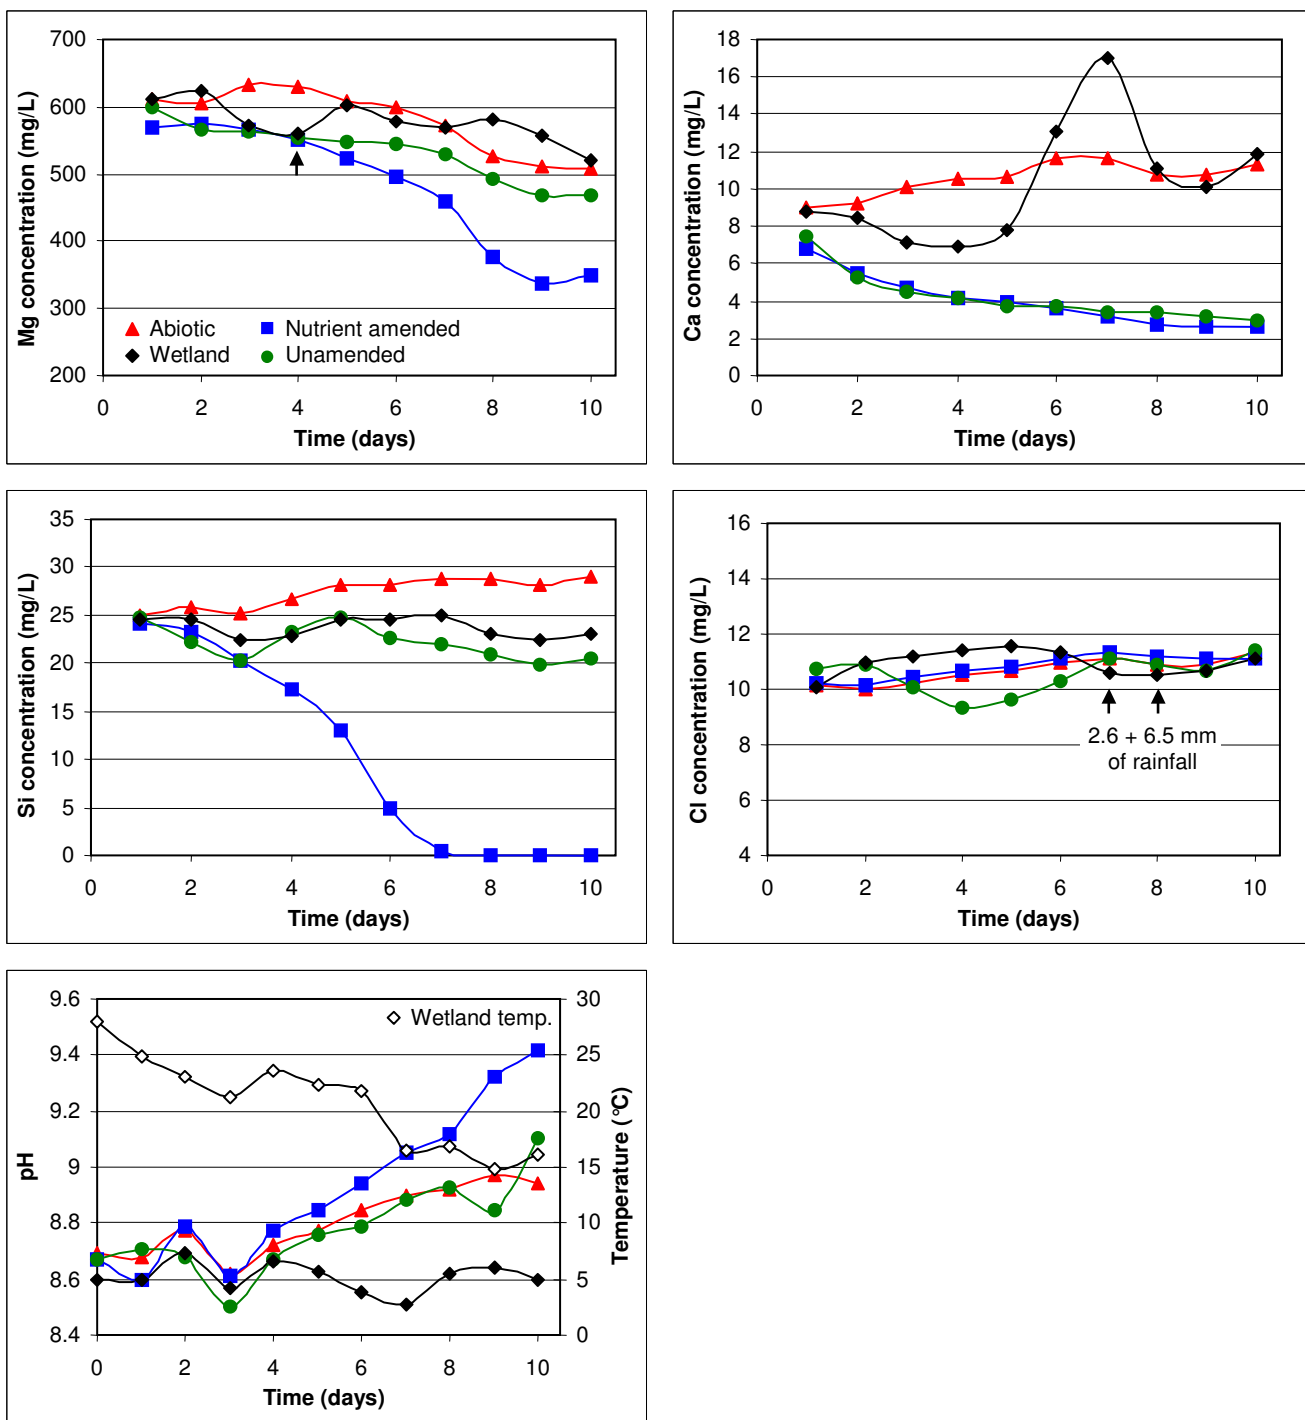 700
600
500
400
300
200
0 2 4 6 8 10
Mg concentration (mg/L)
Time (days)
Abiotic Nutrient amended
Wetland Unamended
18
16
14
12
10
8
6
4
2
0
0 2 4 6 8 10
Ca concentration (mg/L)
Time (days)
35
30
25
20
15
10
5
0
0 2 4 6 8 10
Si concentration (mg/L)
Time (days)
16
14
12
10
8
6
4
0 2 4 6 8 10
Cl concentration (mg/L)
Time (days)
2.6 + 6.5 mm
of rainfall
9.6
9.4
9.2
9
8.8
8.6
8.4
0 2 4 6 8 10
pH
Time (days)
Wetland temp.
30
25
20
15
10
5
0
Temperature (°C)